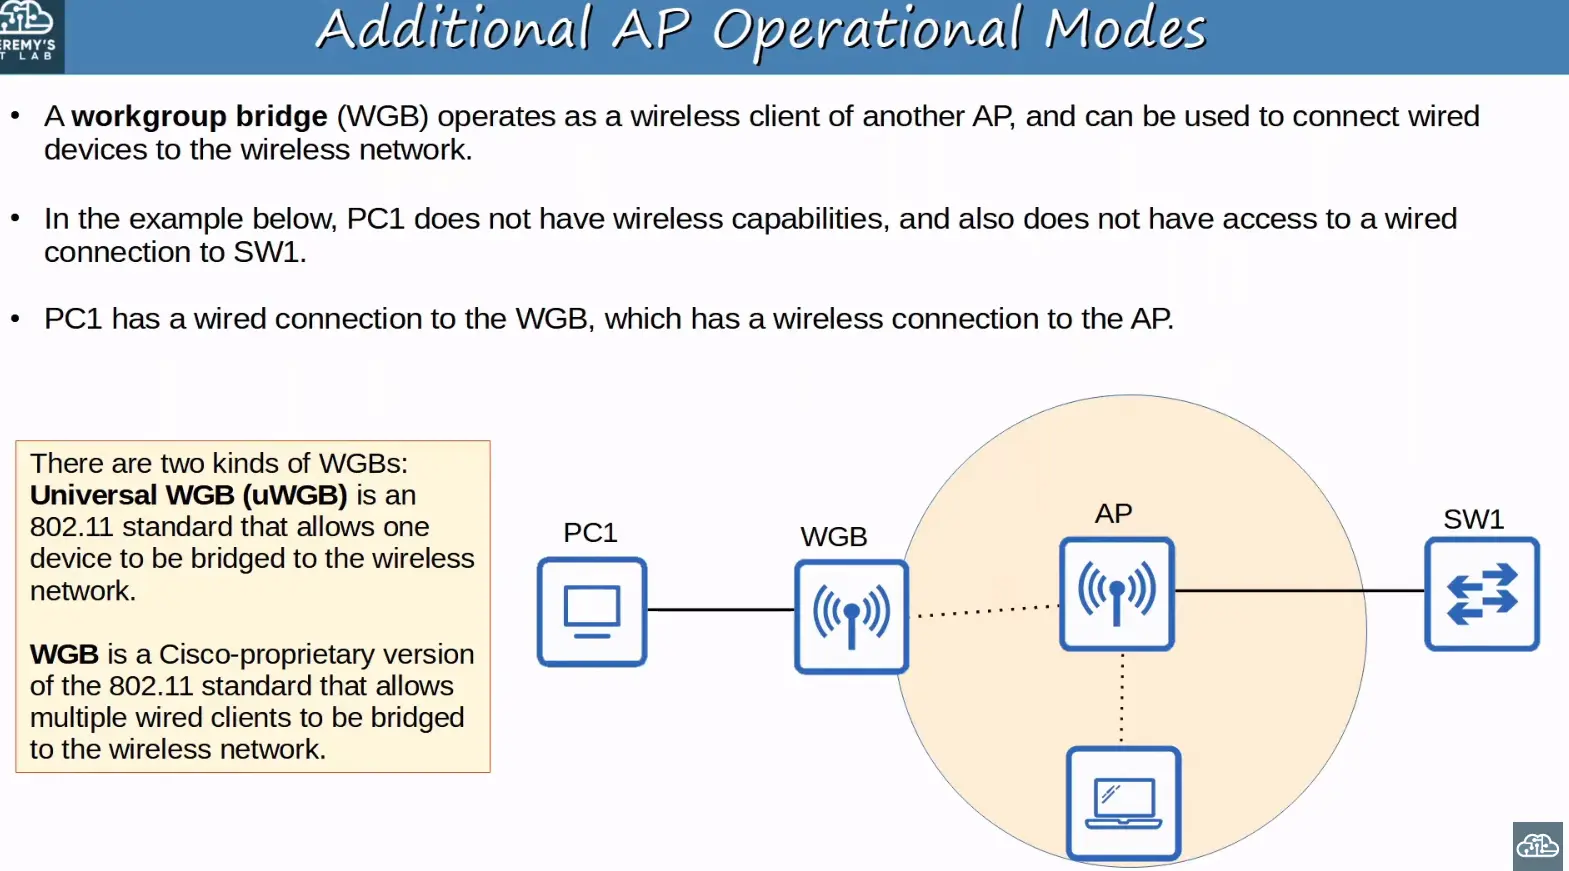 Additional AP Operational Modes
EREMY'S
T LAB
• A workgroup bridge (WGB) operates as a wireless client of another AP, and can be used to connect wired
devices to the wireless network.
• In the example below, PC1 does not have wireless capabilities, and also does not have access to a wired
connection to SW1.
• PC1 has a wired connection to the WGB, which has a wireless connection to the AP.
There are two kinds of WGBs:
Universal WGB (uWGB) is an
802.11 standard that allows one
device to be bridged to the wireless
network.
WGB is a Cisco-proprietary version
of the 802.11 standard that allows
multiple wired clients to be bridged
to the wireless network.
PC1
WGB
AP
SW1